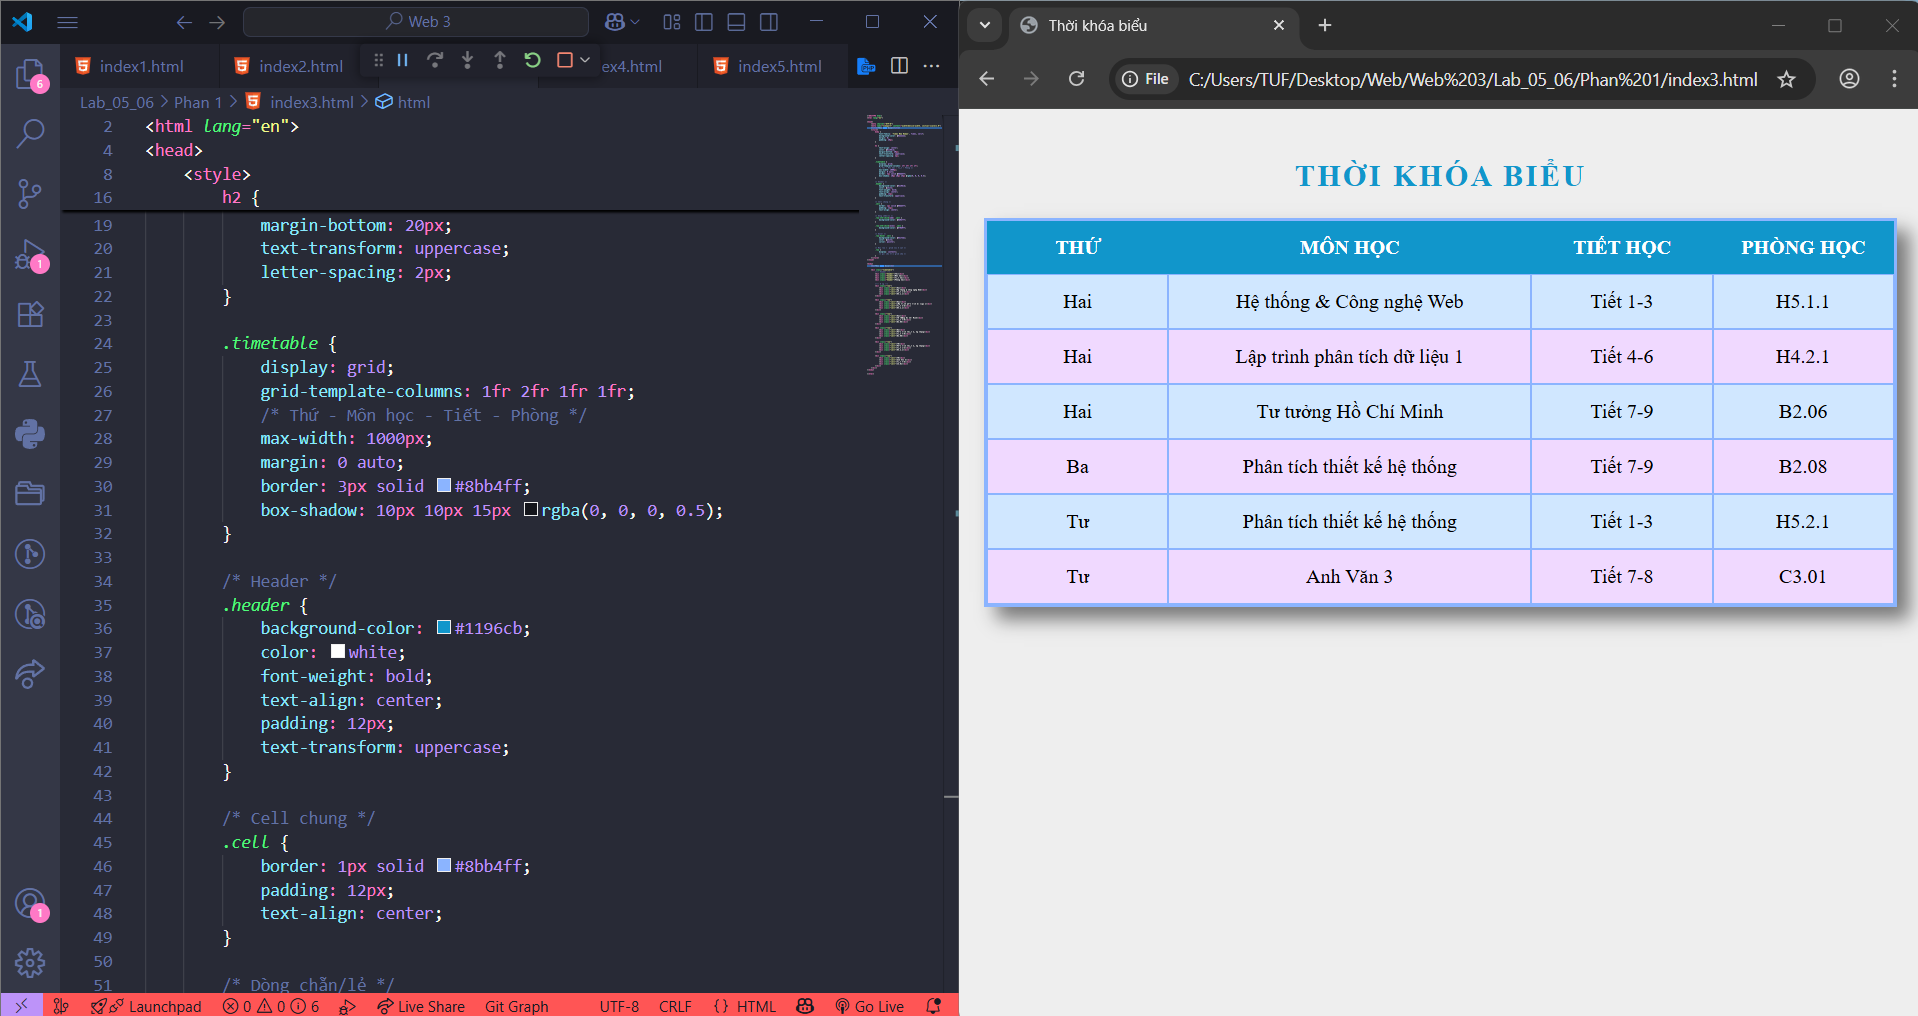 Web 3
index1.html
index2.html
ex4.html
index5.html
Lab_05_06 > Phan 1 > index3.html > html
2 <html lang="en">
4 <head>
8 <style>
16 h2 {
19 margin-bottom: 20px;
20 text-transform: uppercase;
21 letter-spacing: 2px;
22 }
23
24 .timetable {
25 display: grid;
26 grid-template-columns: 1fr 2fr 1fr 1fr;
27 /* Thứ - Môn học - Tiết - Phòng */
28 max-width: 1000px;
29 margin: 0 auto;
30 border: 3px solid #8bb4ff;
31 box-shadow: 10px 10px 15px rgba(0, 0, 0, 0.5);
32 }
33
34 /* Header */
35 .header {
36 background-color: #1196cb;
37 color: white;
38 font-weight: bold;
39 text-align: center;
40 padding: 12px;
41 text-transform: uppercase;
42 }
43
44 /* Cell chung */
45 .cell {
46 border: 1px solid #8bb4ff;
47 padding: 12px;
48 text-align: center;
49 }
50
51 /* Dòng chẵn/lẻ */
6
1
1
Launchpad 0 0 6 Live Share Git Graph UTF-8 CRLF {} HTML Go Live
Thời khóa biểu
File C:/Users/TUF/Desktop/Web/Web%203/Lab_05_06/Phan%201/index3.html
THỜI KHÓA BIỂU
THỨ MÔN HỌC TIẾT HỌC PHÒNG HỌC
Hai Hệ thống & Công nghệ Web Tiết 1-3 H5.1.1
Hai Lập trình phân tích dữ liệu 1 Tiết 4-6 H4.2.1
Hai Tư tưởng Hồ Chí Minh Tiết 7-9 B2.06
Ba Phân tích thiết kế hệ thống Tiết 7-9 B2.08
Tư Phân tích thiết kế hệ thống Tiết 1-3 H5.2.1
Tư Anh Văn 3 Tiết 7-8 C3.01